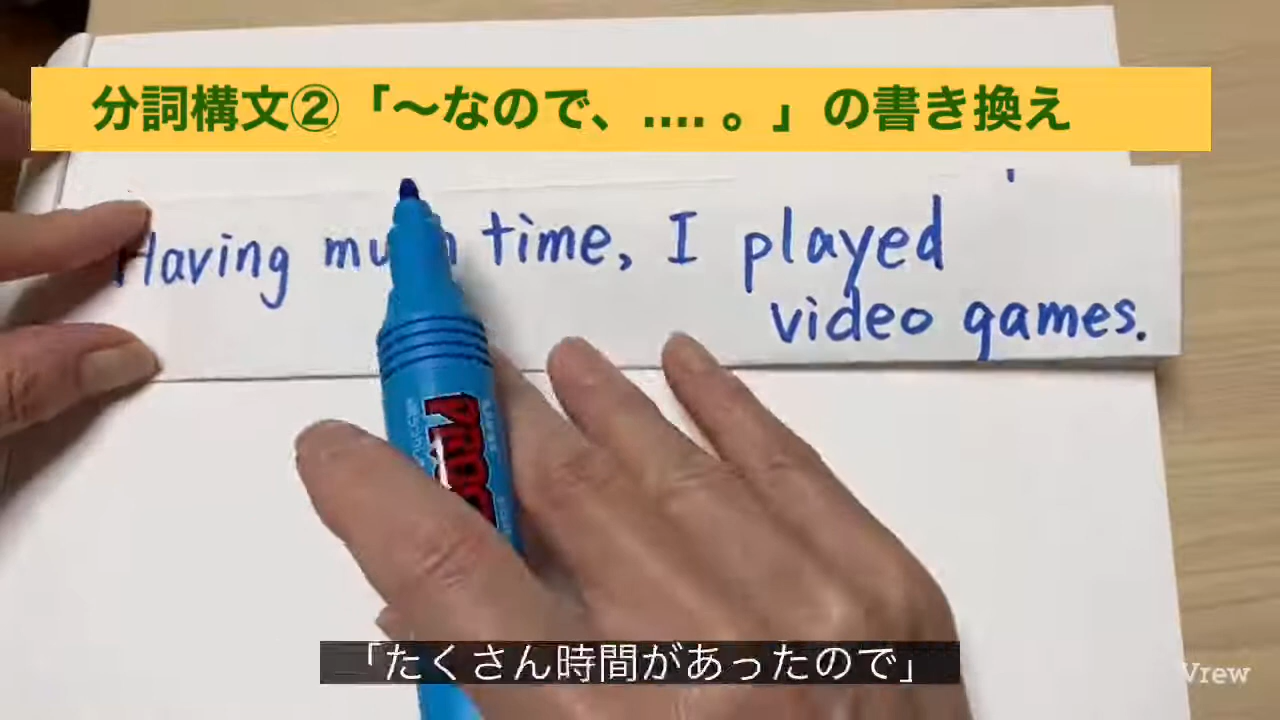 分詞構文②「～なので、.... 。」の書き換え
Having much time, I played
video games.
「たくさん時間があったので」
Vrew